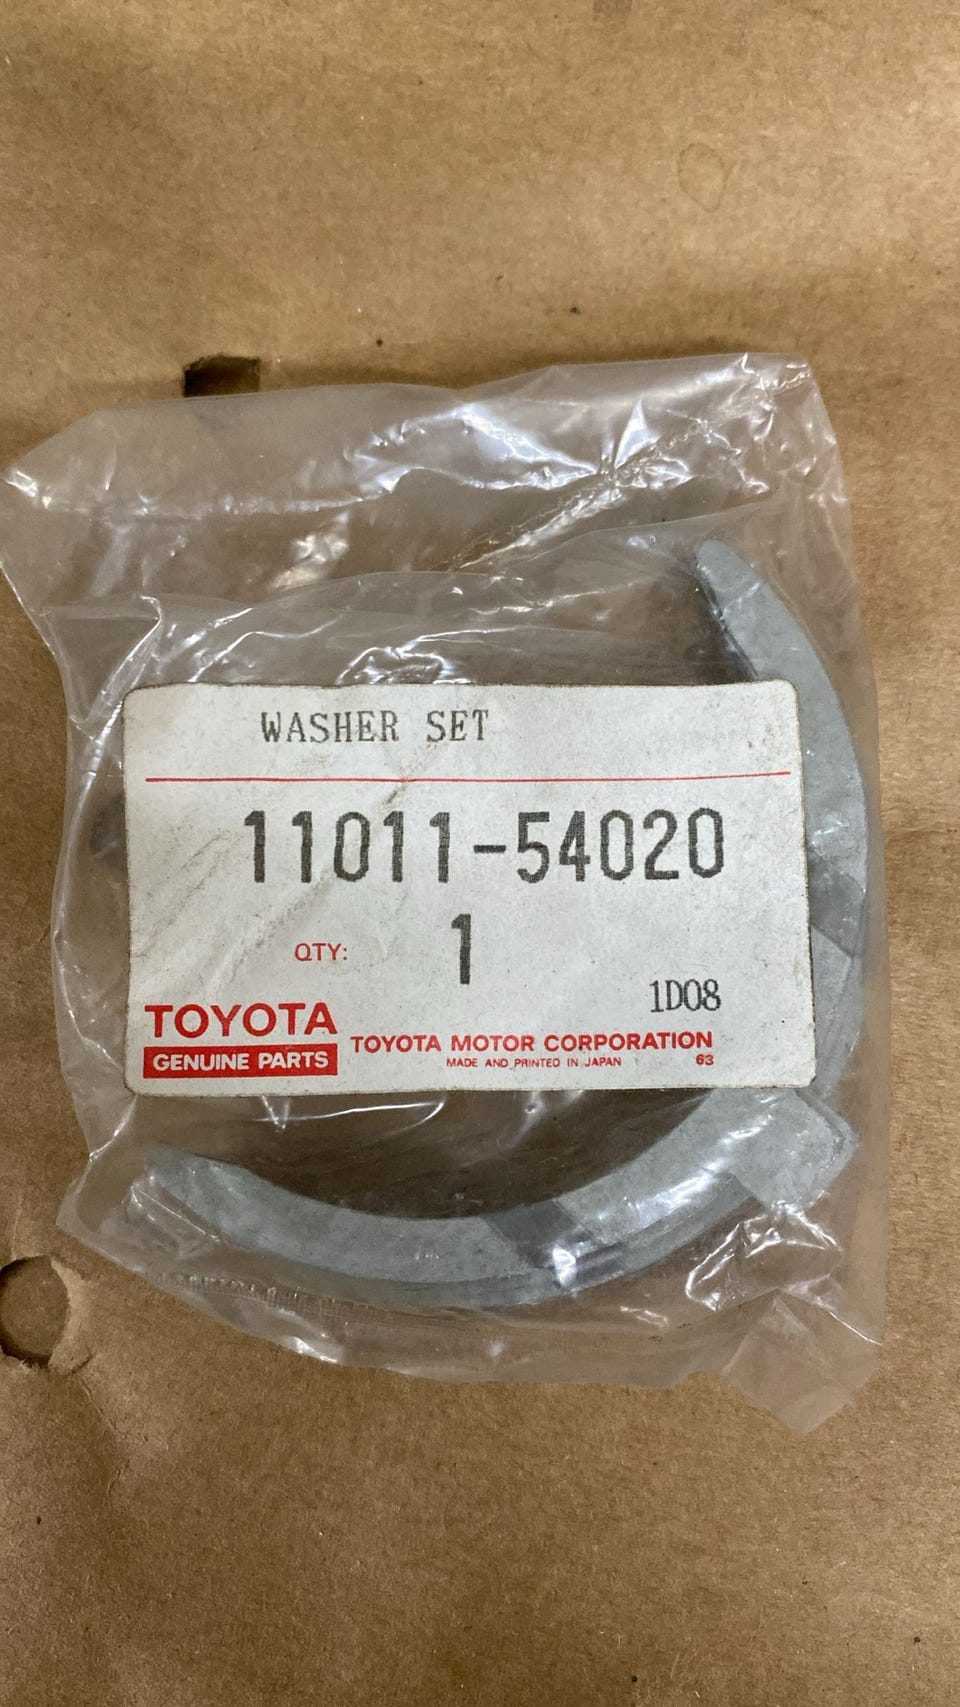 WASHER SET
11011-54020
QTY: 1
1D08
TOYOTA
GENUINE PARTS
TOYOTA MOTOR CORPORATION
MADE AND PRINTED IN JAPAN 63